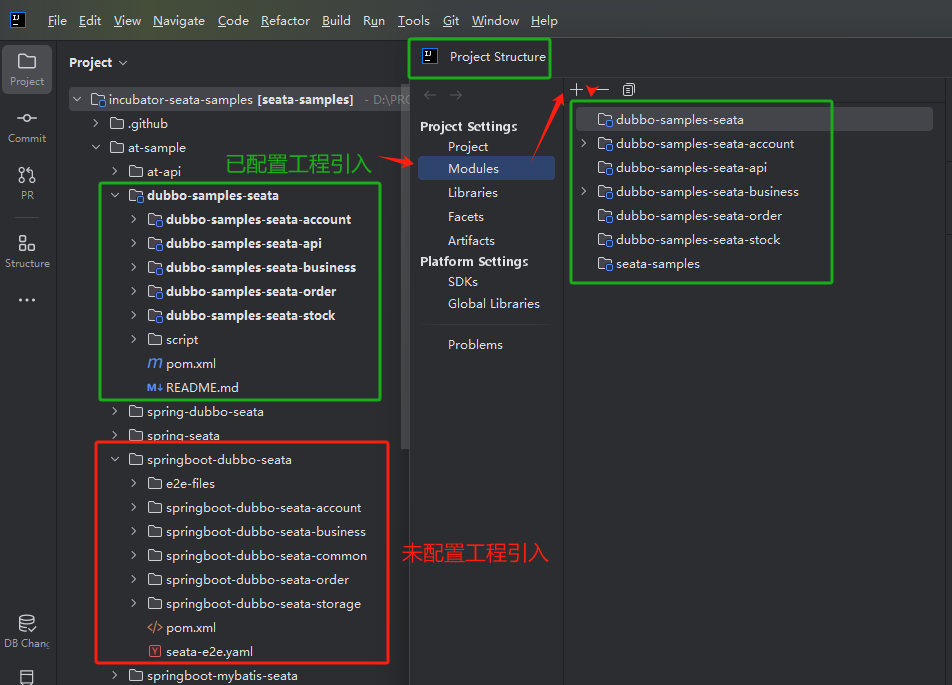 File Edit View Navigate Code Refactor Build Run Tools Git Window Help
Project
Commit
PR
Structure
DB Chang
Project
incubator-seata-samples [seata-samples] - D:\PRO
.github
at-sample
at-api
已配置工程引入
dubbo-samples-seata
dubbo-samples-seata-account
dubbo-samples-seata-api
dubbo-samples-seata-business
dubbo-samples-seata-order
dubbo-samples-seata-stock
script
pom.xml
README.md
spring-dubbo-seata
spring-seata
springboot-dubbo-seata
e2e-files
springboot-dubbo-seata-account
springboot-dubbo-seata-business
springboot-dubbo-seata-common
springboot-dubbo-seata-order
springboot-dubbo-seata-storage
pom.xml
seata-e2e.yaml
springboot-mybatis-seata
未配置工程引入
Project Structure
Project Settings
Project
Modules
Libraries
Facets
Artifacts
Platform Settings
SDKs
Global Libraries
Problems
dubbo-samples-seata
dubbo-samples-seata-account
dubbo-samples-seata-api
dubbo-samples-seata-business
dubbo-samples-seata-order
dubbo-samples-seata-stock
seata-samples